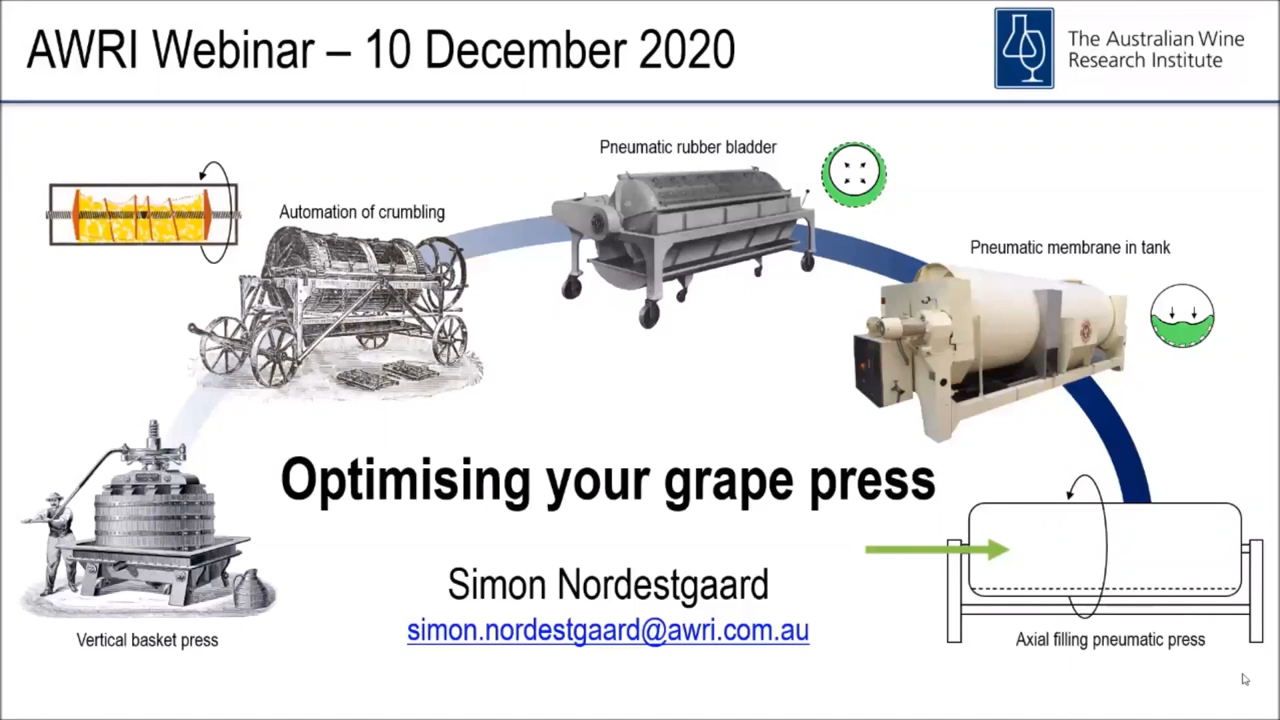 AWRI Webinar – 10 December 2020
The Australian Wine
Research Institute
Pneumatic rubber bladder
Automation of crumbling
Pneumatic membrane in tank
Optimising your grape press
Simon Nordestgaard
simon.nordestgaard@awri.com.au
Vertical basket press
Axial filling pneumatic press